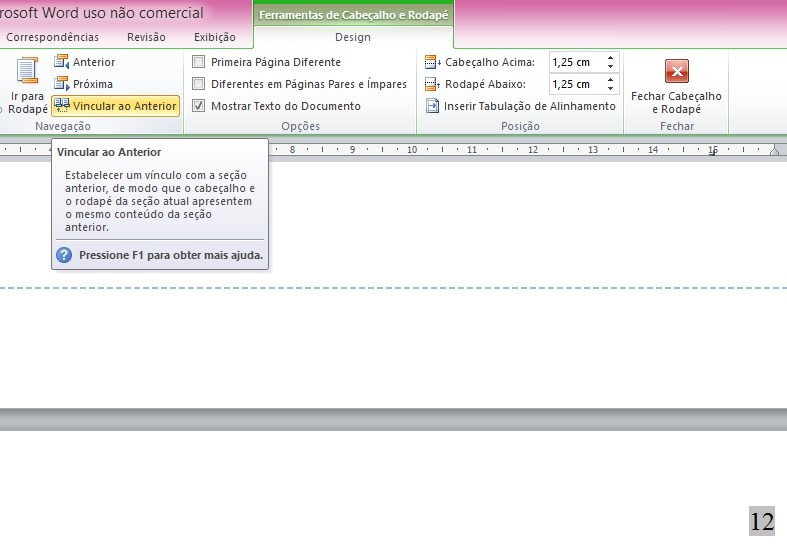 rosoft Word uso não comercial
Ferramentas de Cabeçalho e Rodapé
Correspondências Revisão Exibição Design
Ir para
Rodapé
Anterior
Próxima
Vincular ao Anterior
Navegação
Primeira Página Diferente
Diferentes em Páginas Pares e Ímpares
Mostrar Texto do Documento
Opções
Cabeçalho Acima: 1,25 cm
Rodapé Abaixo: 1,25 cm
Inserir Tabulação de Alinhamento
Posição
Fechar Cabeçalho
e Rodapé
Fechar
8 9 10 11 12 13 14 15
Vincular ao Anterior
Estabelecer um vínculo com a seção
anterior, de modo que o cabeçalho e
o rodapé da seção atual apresentem
o mesmo conteúdo da seção
anterior.
Pressione F1 para obter mais ajuda.
12